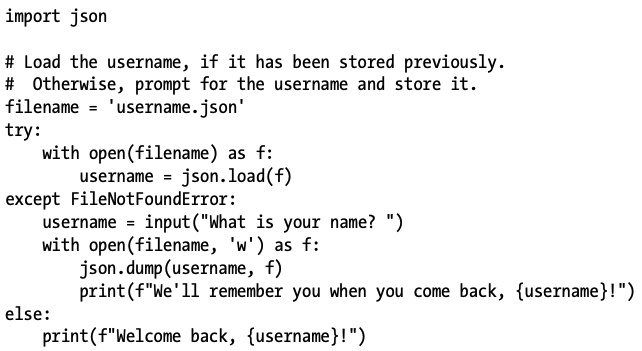 import json

# Load the username, if it has been stored previously.
#  Otherwise, prompt for the username and store it.
filename = 'username.json'
try:
    with open(filename) as f:
        username = json.load(f)
except FileNotFoundError:
    username = input("What is your name? ")
    with open(filename, 'w') as f:
        json.dump(username, f)
        print(f"We'll remember you when you come back, {username}!")
else:
    print(f"Welcome back, {username}!")